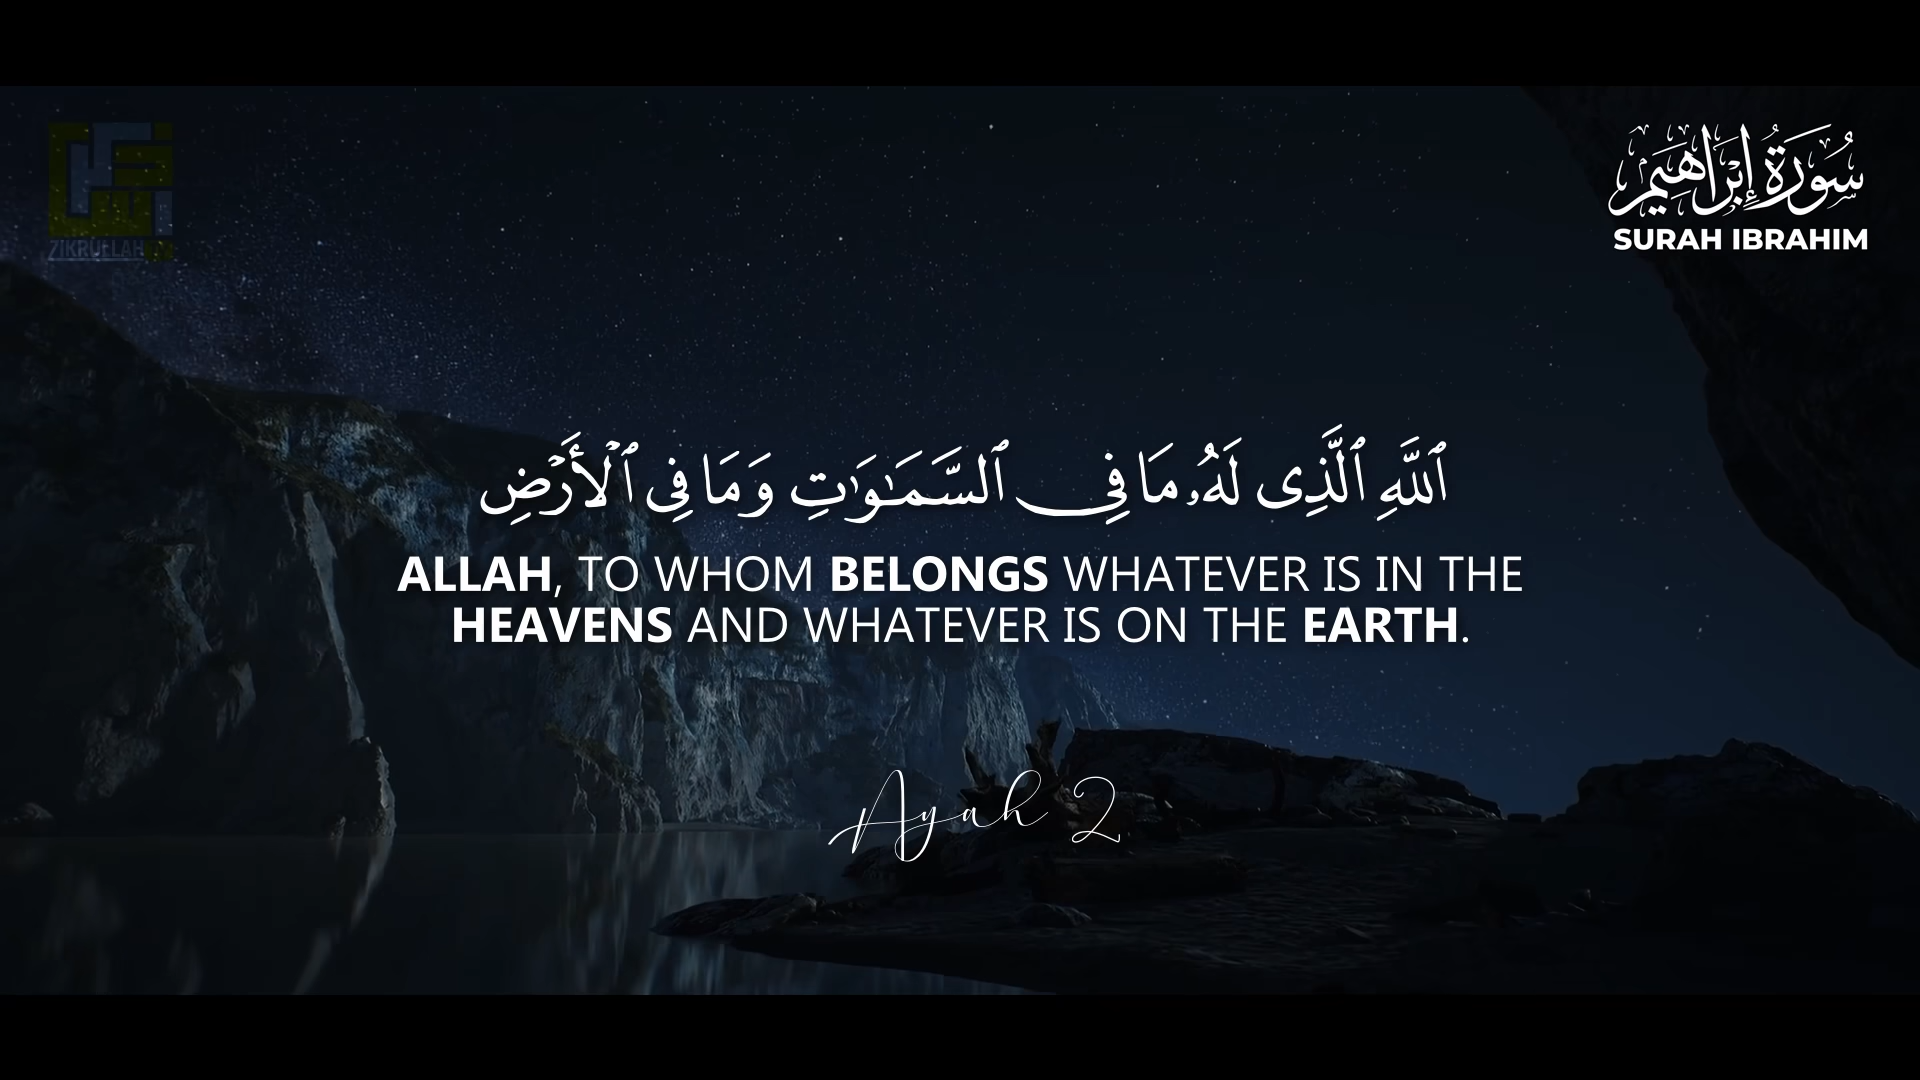 ZIKRULLAH
سُورَةُ إِبْرَاهِيم
SURAH IBRAHIM
ٱللَّهِ ٱلَّذِى لَهُۥ مَا فِى ٱلسَّمَـٰوَٰتِ وَمَا فِى ٱلْأَرْضِ
ALLAH, TO WHOM BELONGS WHATEVER IS IN THE
HEAVENS AND WHATEVER IS ON THE EARTH.
Ayah 2